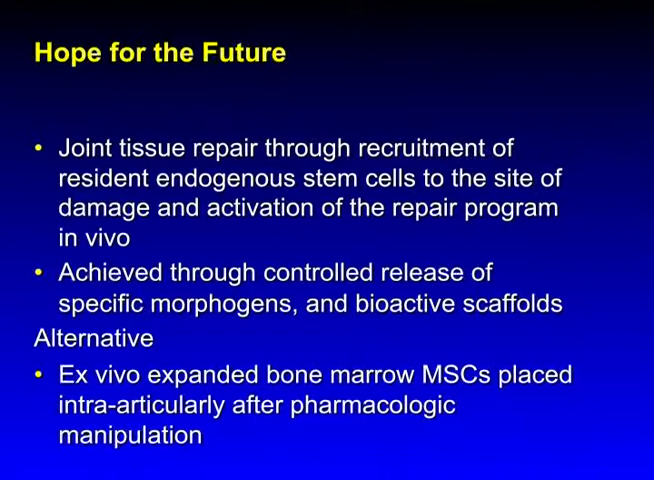 Hope for the Future
• Joint tissue repair through recruitment of
resident endogenous stem cells to the site of
damage and activation of the repair program
in vivo
• Achieved through controlled release of
specific morphogens, and bioactive scaffolds
Alternative
• Ex vivo expanded bone marrow MSCs placed
intra-articularly after pharmacologic
manipulation